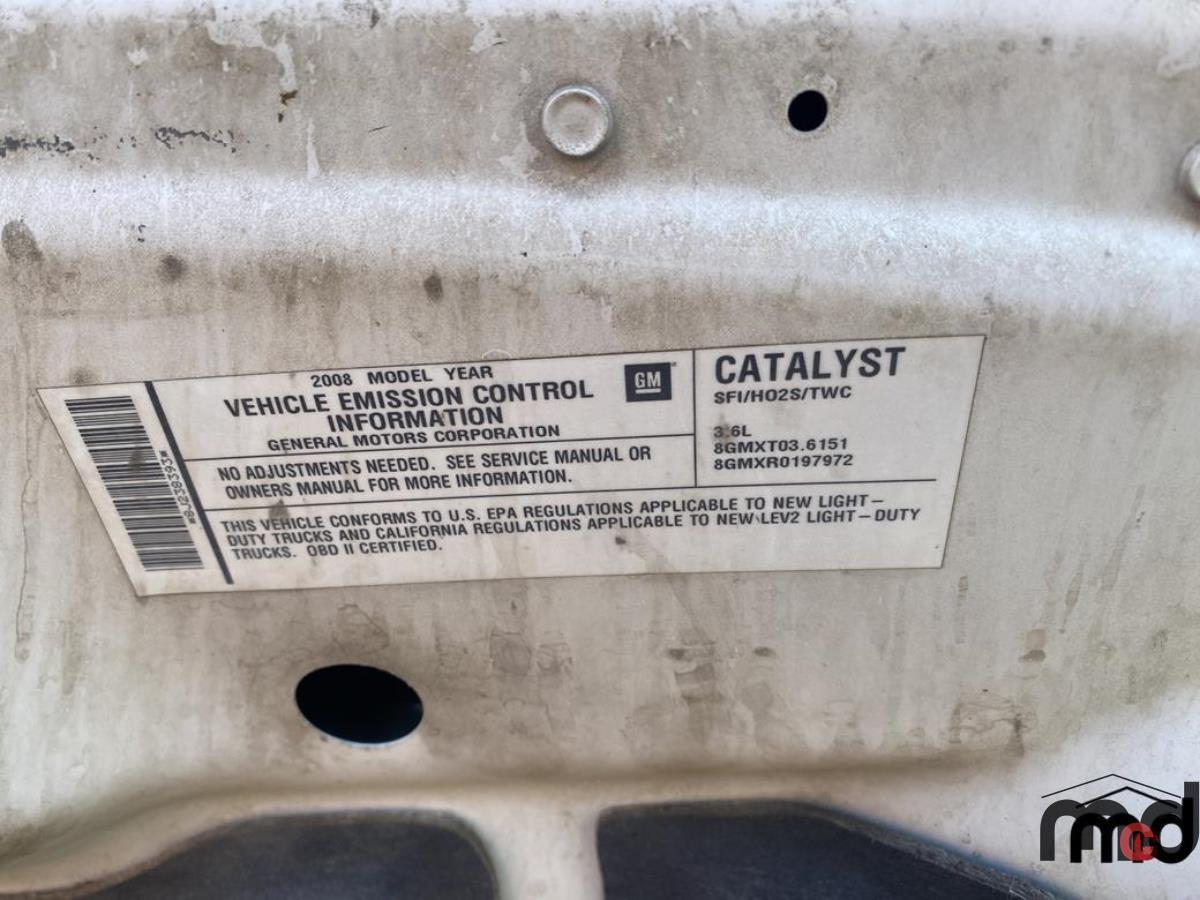 2008 MODEL YEAR
VEHICLE EMISSION CONTROL
INFORMATION
GENERAL MOTORS CORPORATION
GM
NO ADJUSTMENTS NEEDED. SEE SERVICE MANUAL OR
OWNERS MANUAL FOR MORE INFORMATION.
CATALYST
SFI/HO2S/TWC
3.6L
8GMXT03.6151
8GMXR0197972
THIS VEHICLE CONFORMS TO U.S. EPA REGULATIONS APPLICABLE TO NEW LIGHT-
DUTY TRUCKS AND CALIFORNIA REGULATIONS APPLICABLE TO NEW LEV2 LIGHT-DUTY
TRUCKS. OBD II CERTIFIED.
*8J239393*
mcd